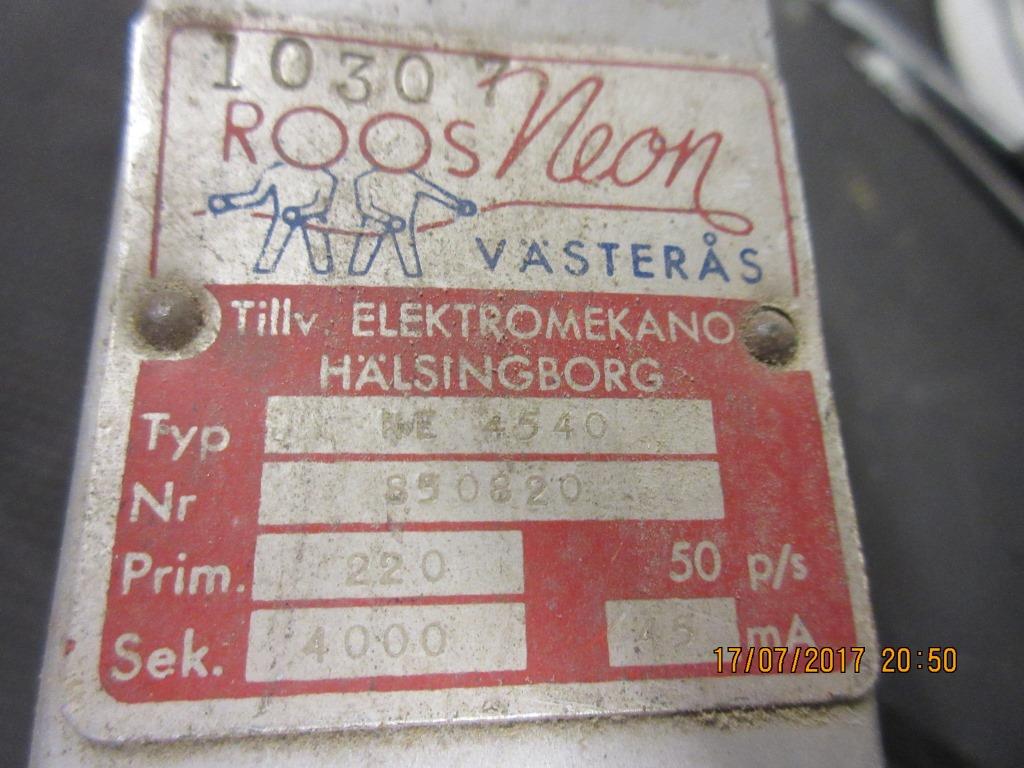 10307
ROOS Neon
VÄSTERÅS
Tillv. ELEKTROMEKANO
HÄLSINGBORG
Typ NE 4540
Nr 850820
Prim. 220 50 p/s
Sek. 4000 45 mA
17/07/2017 20:50